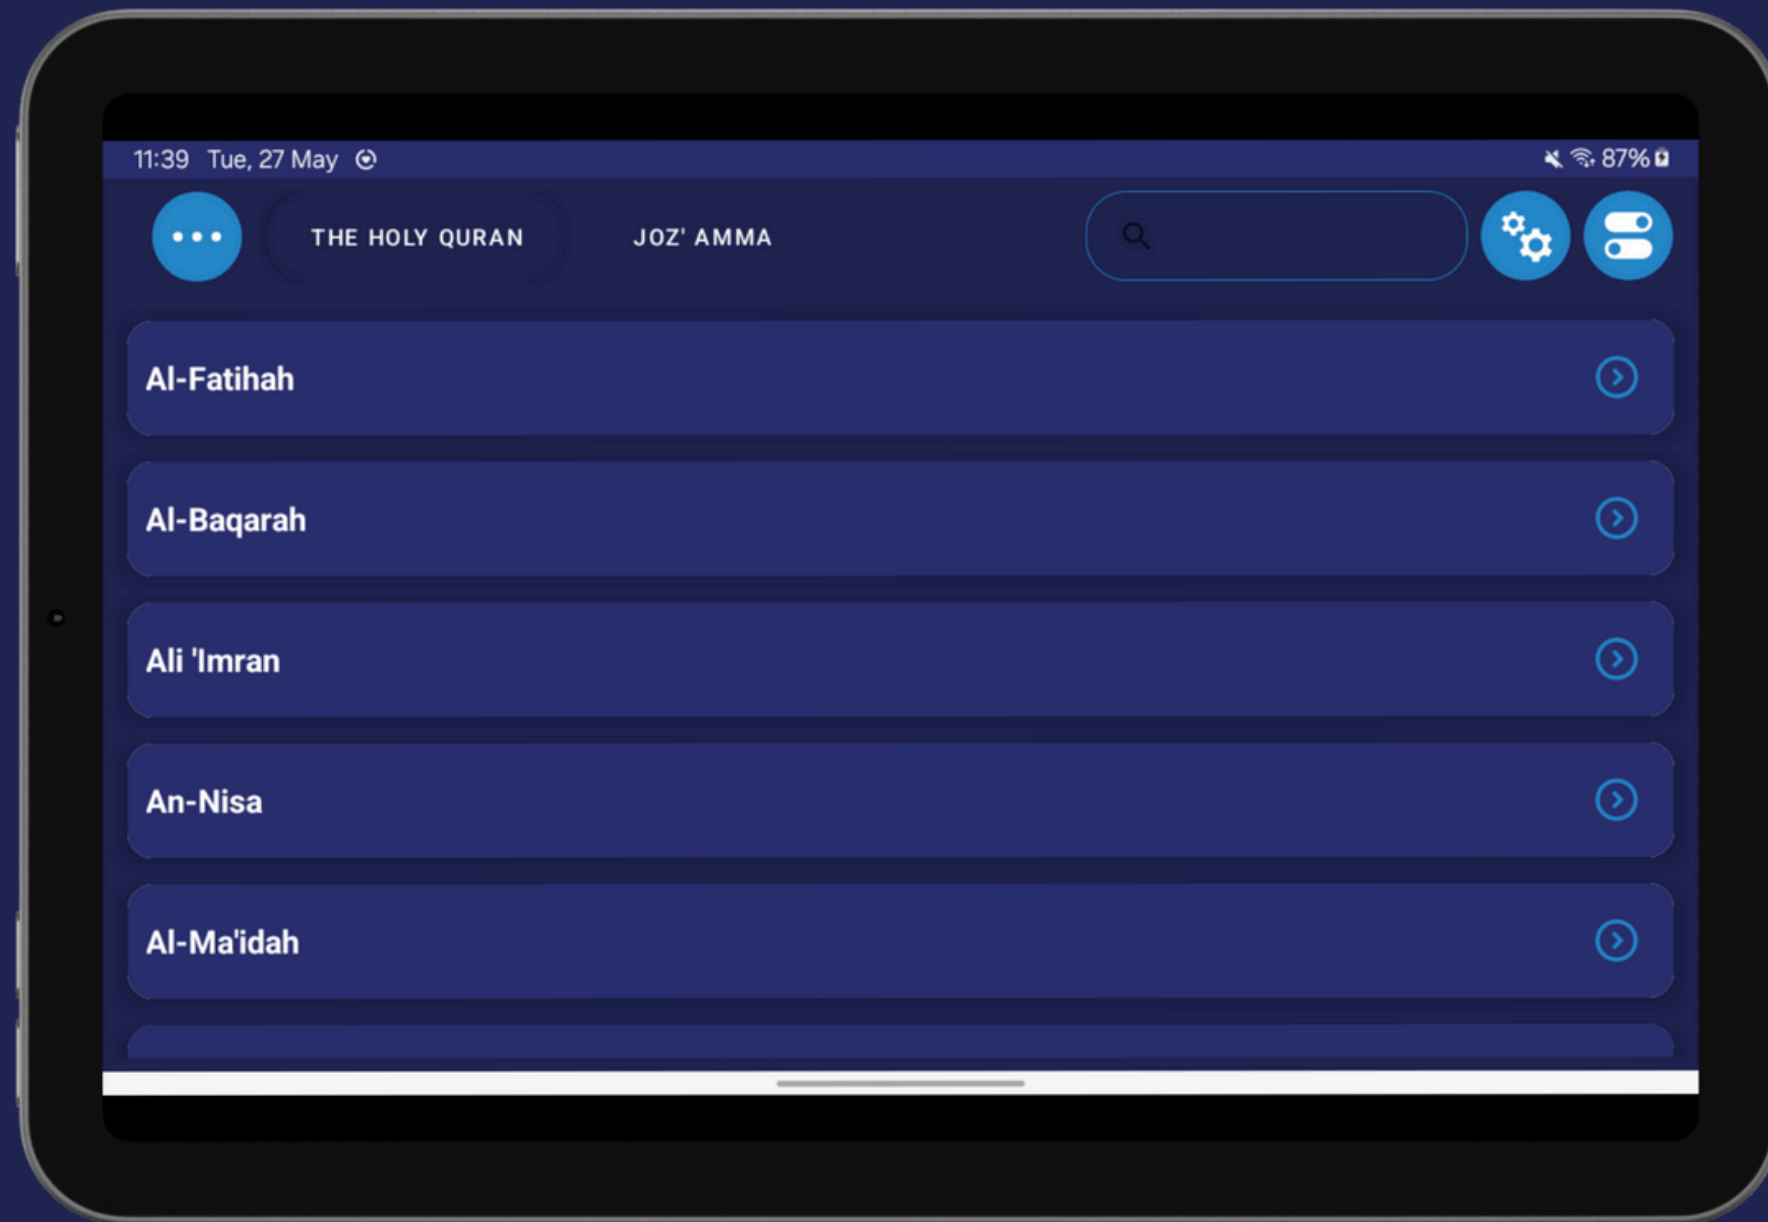 11:39 Tue, 27 May 87%
THE HOLY QURAN JOZ' AMMA
Al-Fatihah
Al-Baqarah
Ali 'Imran
An-Nisa
Al-Ma'idah